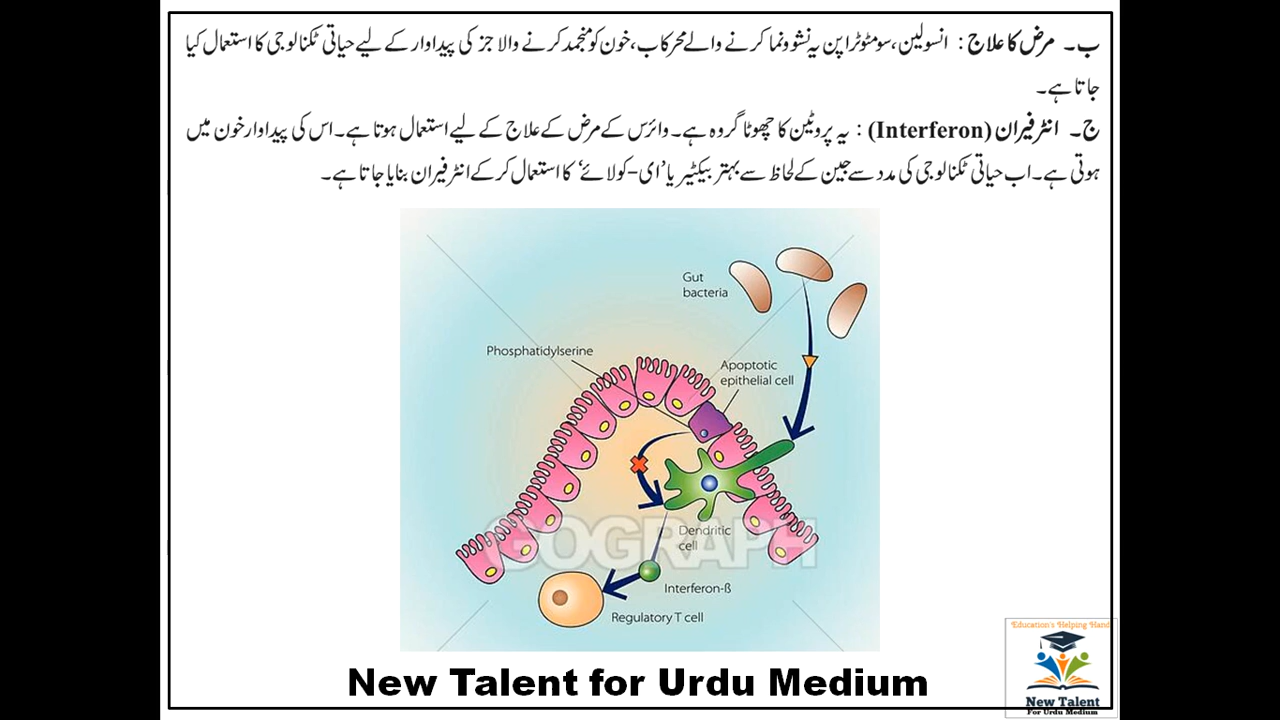 ب۔ مرض کا علاج : انسولین، سومٹوٹراپن یہ نشوونما کرنے والے محرکاب، خون کو منجمد کرنے والا جز کی پیداوار کے لیے حیاتی ٹکنالوجی کا استعمال کیا
جاتا ہے۔
ج۔ انٹرفیران (Interferon) : یہ پروٹین کا چھوٹا گروہ ہے۔ وائرس کے مرض کے علاج کے لیے استعمال ہوتا ہے۔ اس کی پیداوار خون میں
ہوتی ہے۔ اب حیاتی ٹکنالوجی کی مدد سے جین کے لحاظ سے بہتر بیکٹیریا 'ای-کولائے' کا استعمال کرکے انٹرفیران بنایا جاتا ہے۔
Gut
bacteria
Phosphatidylserine
Apoptotic
epithelial cell
GOGRAPH
Dendritic
cell
Interferon-ß
Regulatory T cell
Education's Helping Hand
New Talent
For Urdu Medium
New Talent for Urdu Medium